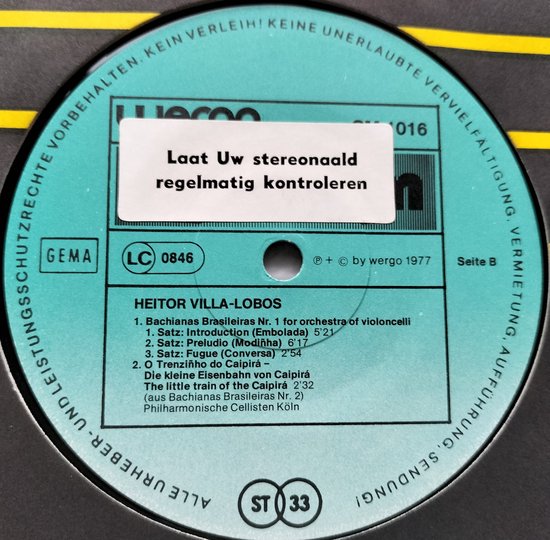 ALLE URHEBER- UND LEISTUNGSSCHUTZRECHTE VORBEHALTEN. KEIN VERLEIH! KEINE UNERLAUBTE VERVIELFÄLTIGUNG, VERMIETUNG, AUFFÜHRUNG, SENDUNG!
wergo
1016
Laat Uw stereonaald
regelmatig kontroleren
GEMA
LC 0846
℗ + © by wergo 1977
Seite B
HEITOR VILLA-LOBOS
1. Bachianas Brasileiras Nr. 1 for orchestra of violoncelli
1. Satz: Introduction (Embolada) 5'21
2. Satz: Preludio (Modiñha) 6'17
3. Satz: Fugue (Conversa) 2'54
2. O Trenziñho do Caipirá –
Die kleine Eisenbahn von Caipirá
The little train of the Caipirá 2'32
(aus Bachianas Brasileiras Nr. 2)
Philharmonische Cellisten Köln
ST 33